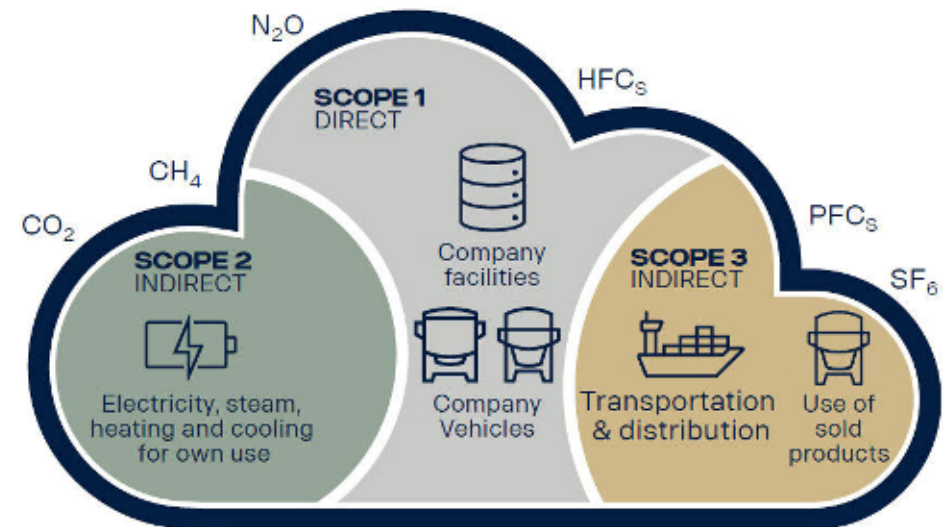 N₂O
HFCs
CH₄
CO₂
PFCs
SF₆
SCOPE 1
DIRECT
Company
facilities
Company
Vehicles
SCOPE 2
INDIRECT
Electricity, steam,
heating and cooling
for own use
SCOPE 3
INDIRECT
Transportation
& distribution
Use of
sold
products